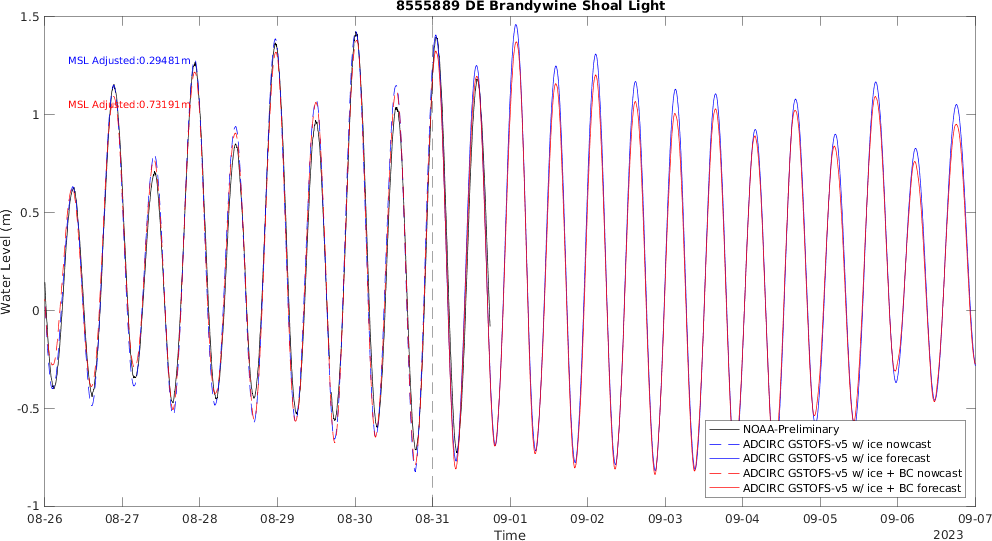 8555889 DE Brandywine Shoal Light
1.5
1
0.5
0
-0.5
-1
Water Level (m)
MSL Adjusted:0.29481m
MSL Adjusted:0.73191m
NOAA-Preliminary
ADCIRC GSTOFS-v5 w/ ice nowcast
ADCIRC GSTOFS-v5 w/ ice forecast
ADCIRC GSTOFS-v5 w/ ice + BC nowcast
ADCIRC GSTOFS-v5 w/ ice + BC forecast
08-26 08-27 08-28 08-29 08-30 08-31 09-01 09-02 09-03 09-04 09-05 09-06 09-07
Time
2023